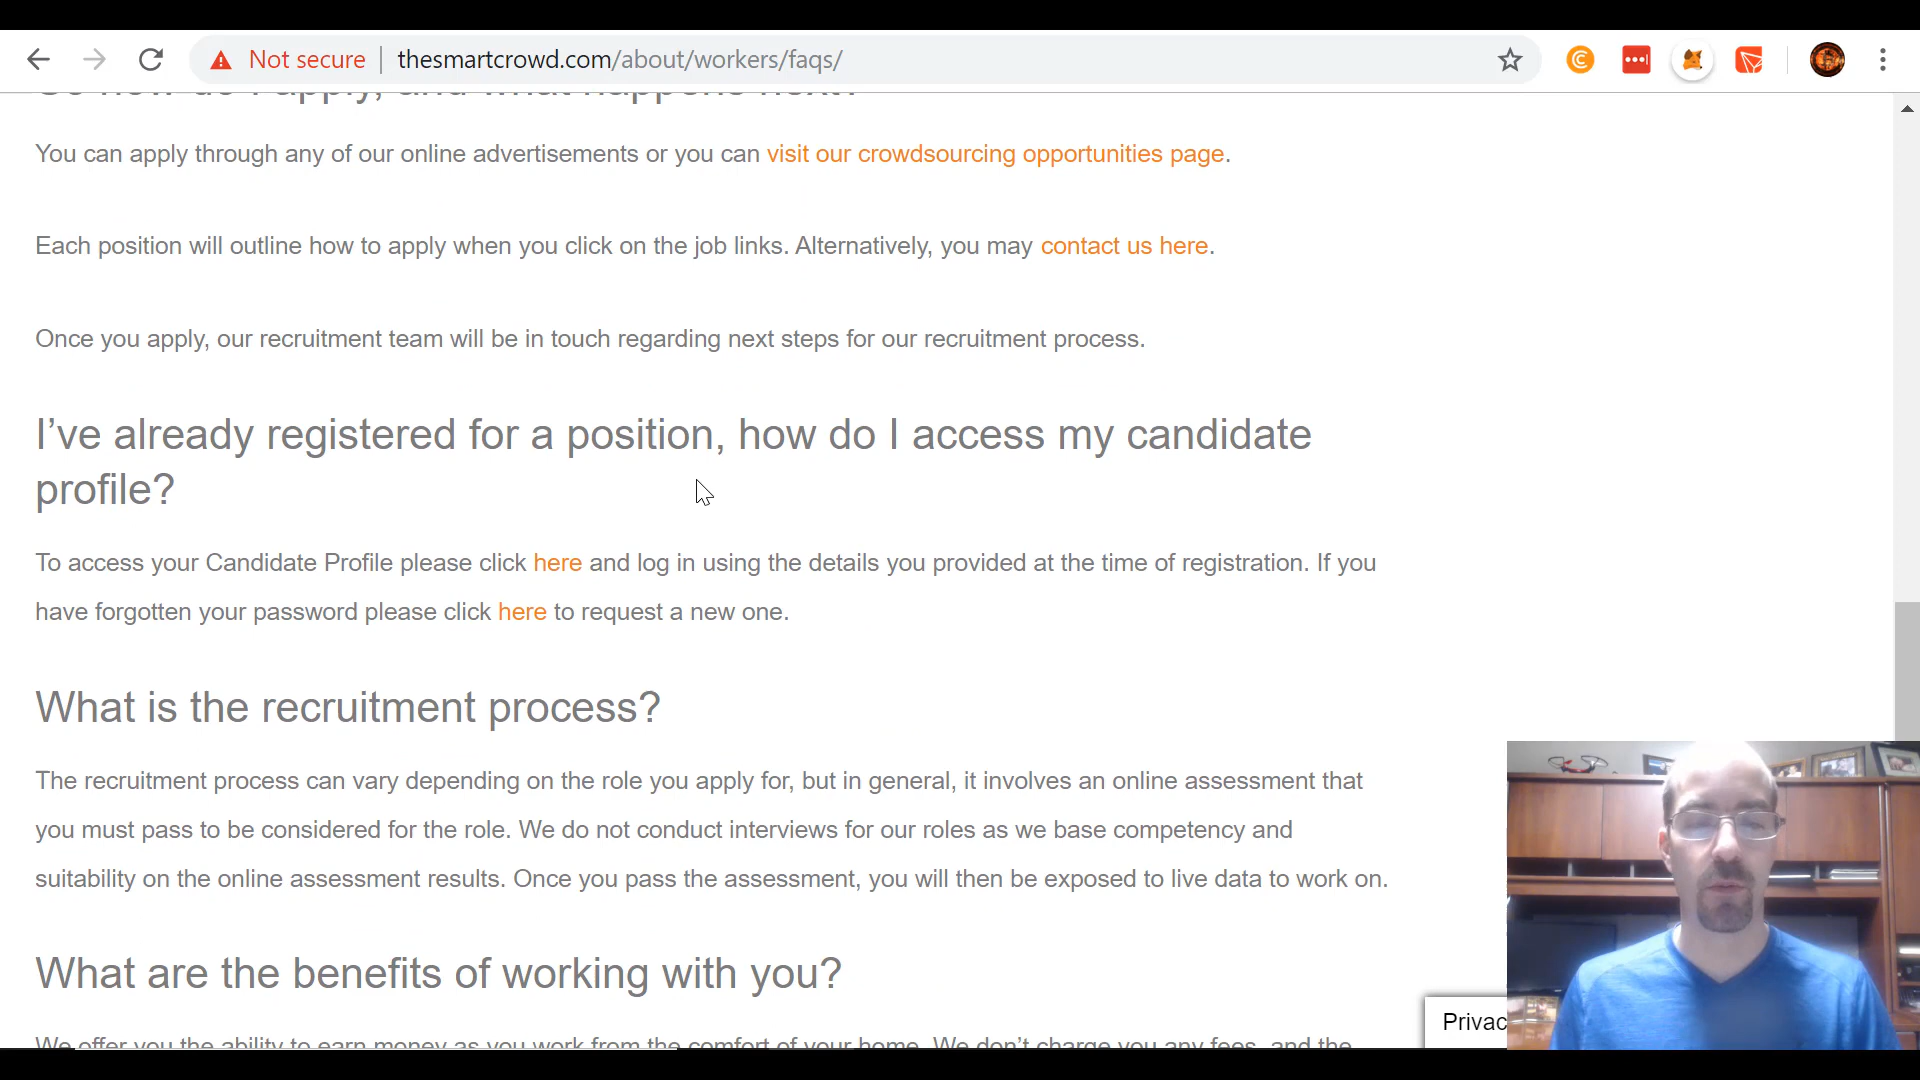 Not secure
thesmartcrowd.com/about/workers/faqs/
So how do I apply, and what happens next?
You can apply through any of our online advertisements or you can visit our crowdsourcing opportunities page.
Each position will outline how to apply when you click on the job links. Alternatively, you may contact us here.
Once you apply, our recruitment team will be in touch regarding next steps for our recruitment process.
I’ve already registered for a position, how do I access my candidate
profile?
To access your Candidate Profile please click here and log in using the details you provided at the time of registration. If you
have forgotten your password please click here to request a new one.
What is the recruitment process?
The recruitment process can vary depending on the role you apply for, but in general, it involves an online assessment that
you must pass to be considered for the role. We do not conduct interviews for our roles as we base competency and
suitability on the online assessment results. Once you pass the assessment, you will then be exposed to live data to work on.
What are the benefits of working with you?
We offer you the ability to earn money as you work from the comfort of your home. We don’t charge you any fees, and the
Privac